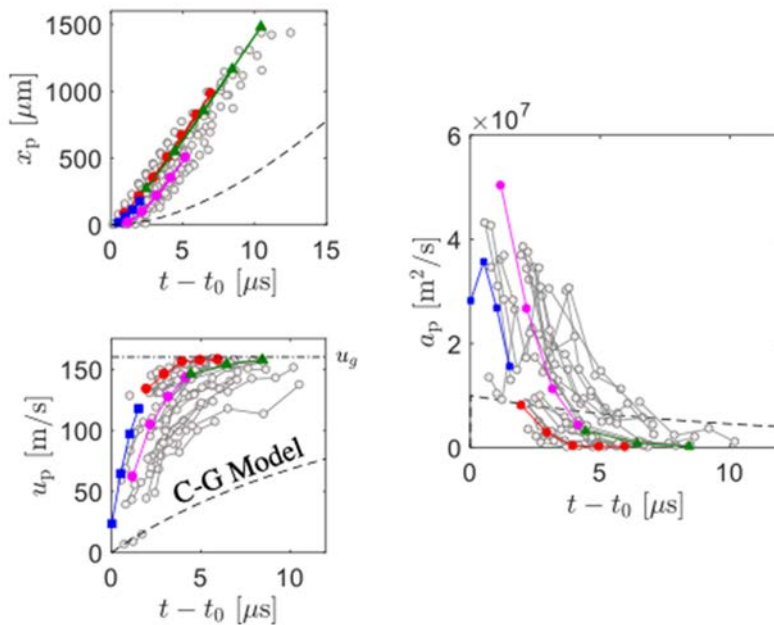 1500
1000
500
0
x_p [μm]
0 5 10 15
t − t_0 [μs]
150
100
50
0
u_p [m/s]
u_g
C-G Model
0 5 10
t − t_0 [μs]
×10^7
6
4
2
0
a_p [m^2/s]
0 5 10
t − t_0 [μs]